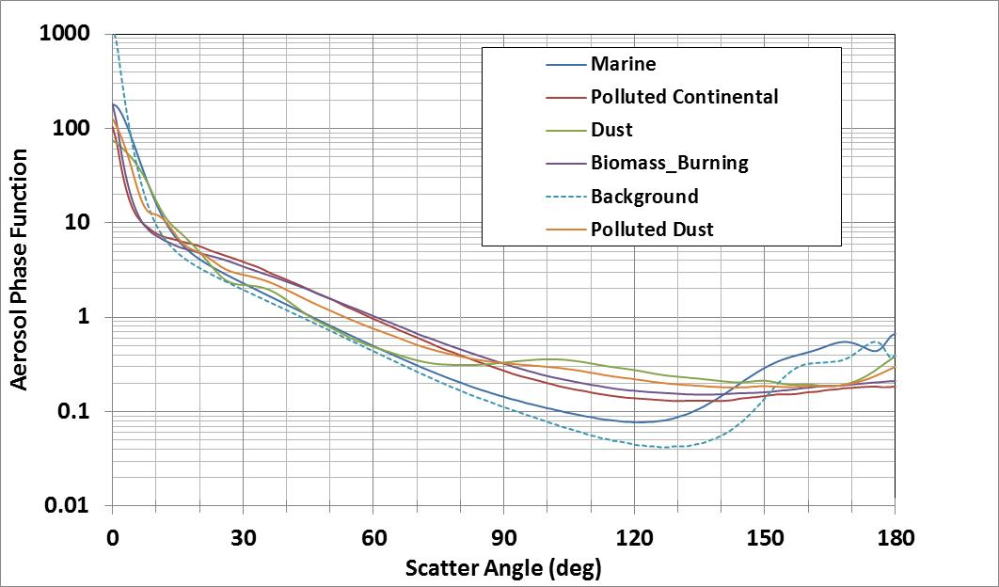 1000
100
10
1
0.1
0.01
Aerosol Phase Function
Marine
Polluted Continental
Dust
Biomass_Burning
Background
Polluted Dust
0 30 60 90 120 150 180
Scatter Angle (deg)